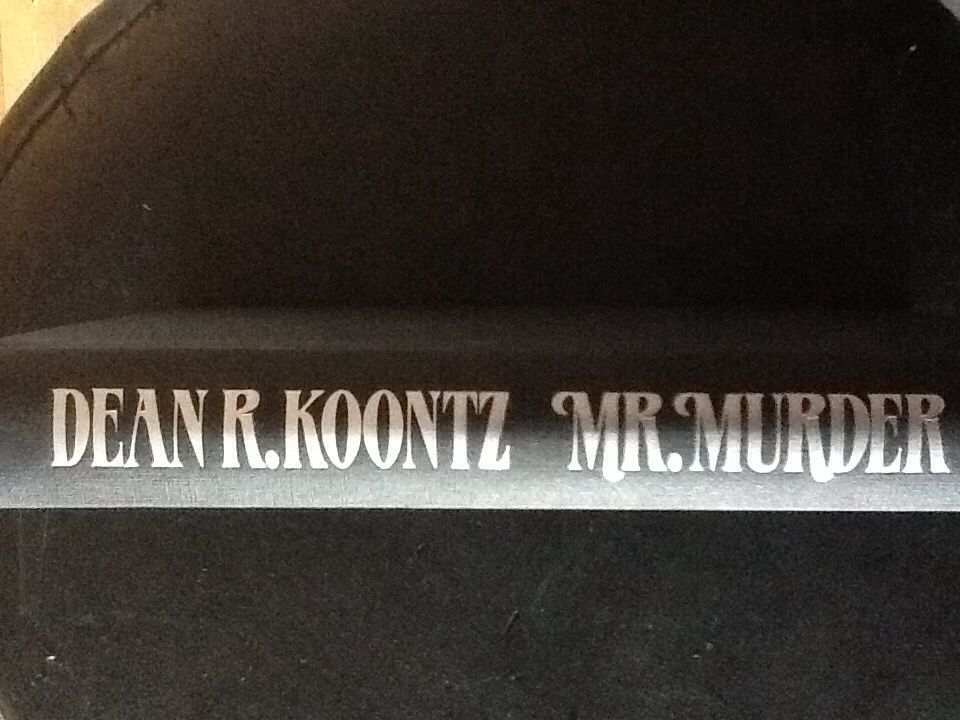 DEAN R. KOONTZ MR. MURDER